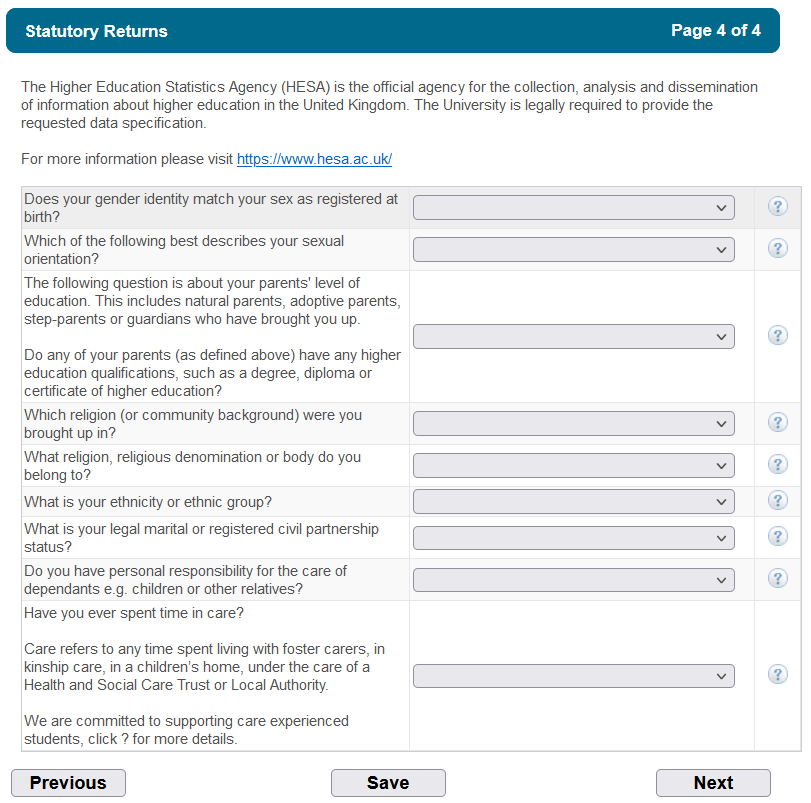 Statutory Returns
Page 4 of 4
The Higher Education Statistics Agency (HESA) is the official agency for the collection, analysis and dissemination
of information about higher education in the United Kingdom. The University is legally required to provide the
requested data specification.
For more information please visit https://www.hesa.ac.uk/
Does your gender identity match your sex as registered at
birth?
?
Which of the following best describes your sexual
orientation?
?
The following question is about your parents' level of
education. This includes natural parents, adoptive parents,
step-parents or guardians who have brought you up.
Do any of your parents (as defined above) have any higher
education qualifications, such as a degree, diploma or
certificate of higher education?
?
Which religion (or community background) were you
brought up in?
?
What religion, religious denomination or body do you
belong to?
?
What is your ethnicity or ethnic group?
?
What is your legal marital or registered civil partnership
status?
?
Do you have personal responsibility for the care of
dependants e.g. children or other relatives?
?
Have you ever spent time in care?
Care refers to any time spent living with foster carers, in
kinship care, in a children's home, under the care of a
Health and Social Care Trust or Local Authority.
We are committed to supporting care experienced
students, click ? for more details.
?
Previous
Save
Next